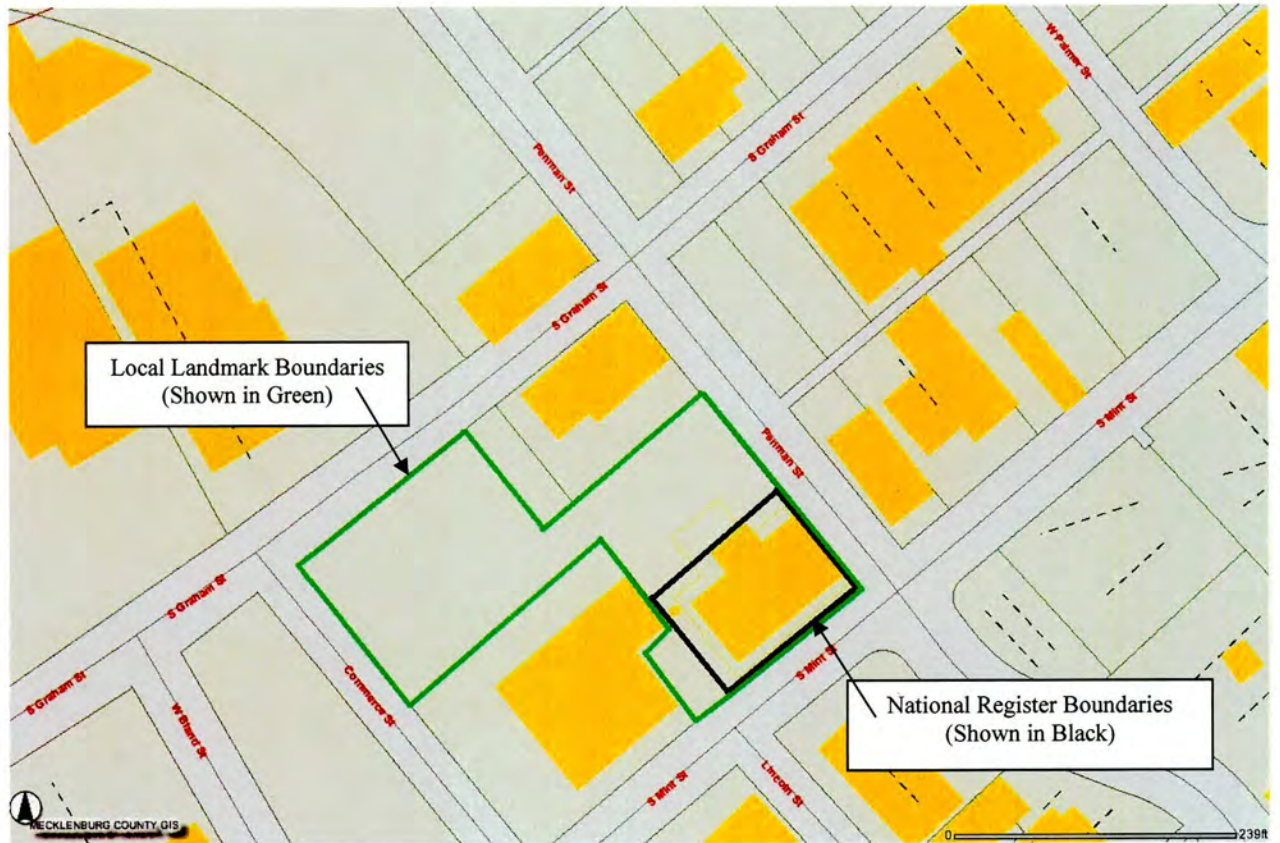 W Palmer St
Penman St
S Graham St
S Graham St
Local Landmark Boundaries
(Shown in Green)
S Mint St
Penman St
S Graham St
S Mint St
Commerce St
S Graham St
W Bland St
National Register Boundaries
(Shown in Black)
S Mint St
Lincoln St
MECKLENBURG COUNTY GIS
0
239ft